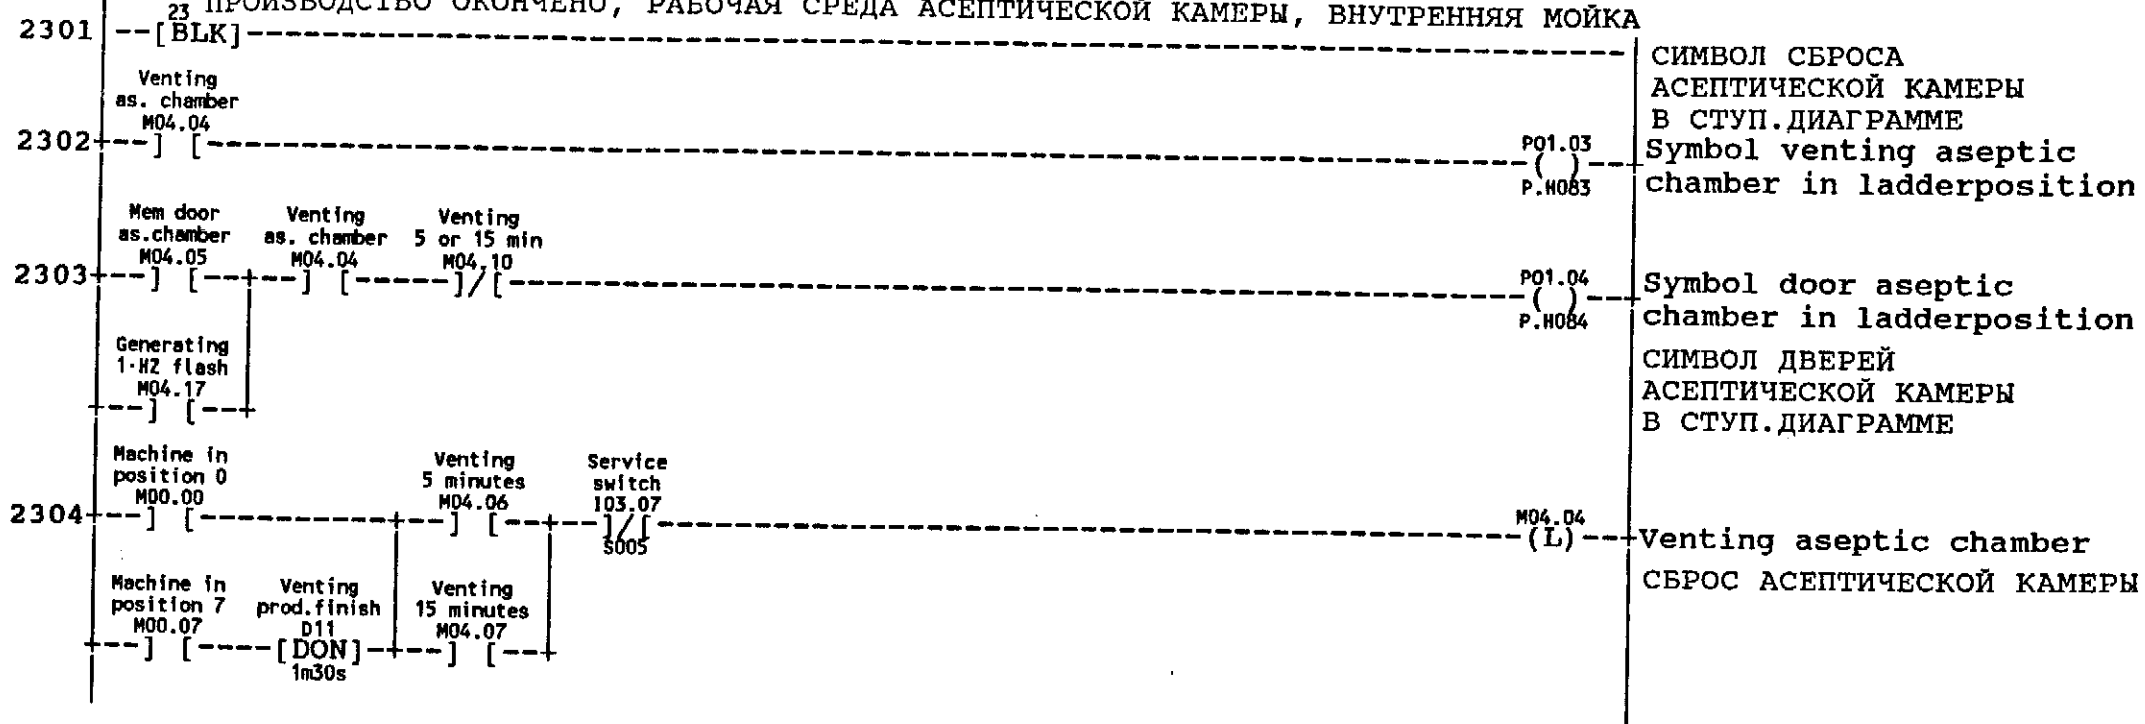 23 ПРОИЗВОДСТВО ОКОНЧЕНО, РАБОЧАЯ СРЕДА АСЕПТИЧЕСКОЙ КАМЕРЫ, ВНУТРЕННЯЯ МОЙКА
2301 --[BLK]--
СИМВОЛ СБРОСА
АСЕПТИЧЕСКОЙ КАМЕРЫ
В СТУП.ДИАГРАММЕ
Venting
as. chamber
M04.04
2302 --] [--
P01.03
--( )--
P.H083
Symbol venting aseptic
chamber in ladderposition
Mem door
as.chamber
M04.05
Venting
as. chamber
M04.04
Venting
5 or 15 min
M04.10
2303 --] [-- --] [-- --]/[--
P01.04
--( )--
P.H084
Symbol door aseptic
chamber in ladderposition
Generating
1-HZ flash
M04.17
--] [--
СИМВОЛ ДВЕРЕЙ
АСЕПТИЧЕСКОЙ КАМЕРЫ
В СТУП.ДИАГРАММЕ
Machine in
position 0
M00.00
Venting
5 minutes
M04.06
Service
switch
I03.07
2304 --] [-- --] [-- --]/[--
S005
M04.04
--(L)--
Venting aseptic chamber
СБРОС АСЕПТИЧЕСКОЙ КАМЕРЫ
Machine in
position 7
M00.07
Venting
prod.finish
D11
Venting
15 minutes
M04.07
--] [----[DON]-- --] [--
1m30s